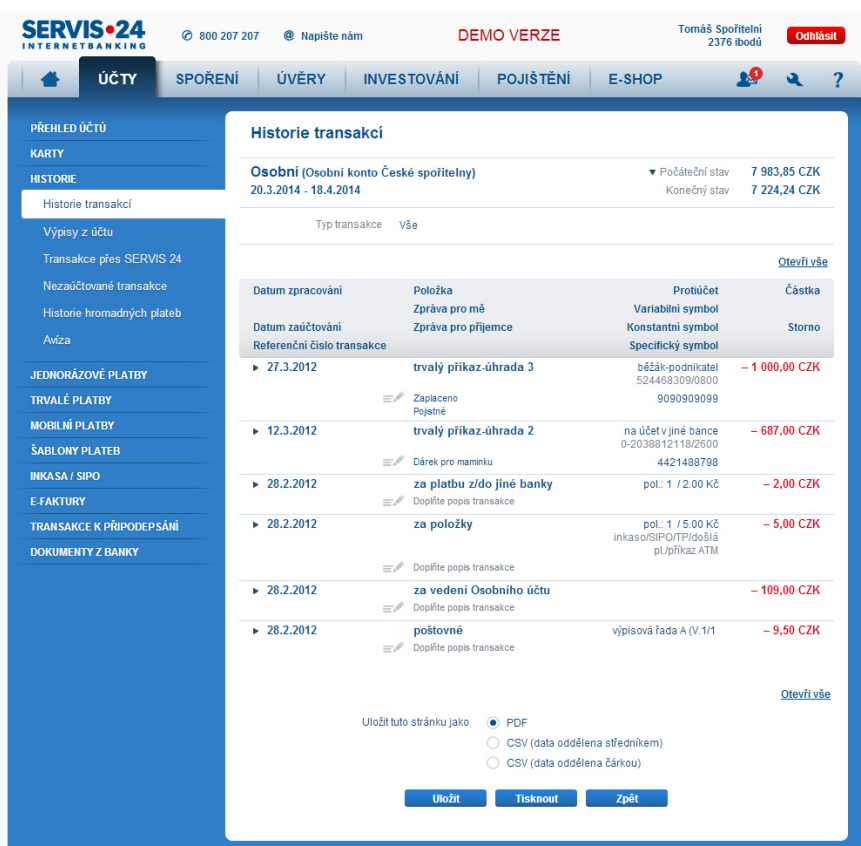 SERVIS 24
INTERNETBANKING
800 207 207
@ Napište nám
DEMO VERZE
Tomáš Spořitelní
2376 ibodů
Odhlásit
ÚČTY
SPOŘENÍ
ÚVĚRY
INVESTOVÁNÍ
POJIŠTĚNÍ
E-SHOP
1
?
PŘEHLED ÚČTŮ
KARTY
HISTORIE
Historie transakcí
Výpisy z účtu
Transakce přes SERVIS 24
Nezaúčtované transakce
Historie hromadných plateb
Avíza
JEDNORÁZOVÉ PLATBY
TRVALÉ PLATBY
MOBILNÍ PLATBY
ŠABLONY PLATEB
INKASA / SIPO
E-FAKTURY
TRANSAKCE K PŘIPODEPSÁNÍ
DOKUMENTY Z BANKY
Historie transakcí
Osobní (Osobní konto České spořitelny)
20.3.2014 - 18.4.2014
Počáteční stav 7 983,85 CZK
Konečný stav 7 224,24 CZK
Typ transakce Vše
Otevři vše
Datum zpracování Položka Protiúčet Částka
Zpráva pro mě Variabilní symbol
Datum zaúčtování Zpráva pro příjemce Konstantní symbol Storno
Referenční číslo transakce Specifický symbol
27.3.2012 trvalý příkaz-úhrada 3 běžák-podnikatel – 1 000,00 CZK
524468309/0800
Zaplaceno 9090909099
Pojistné
12.3.2012 trvalý příkaz-úhrada 2 na účet v jiné bance – 687,00 CZK
0-2038812118/2600
Dárek pro maminku 4421488798
28.2.2012 za platbu z/do jiné banky pol.: 1 / 2.00 Kč – 2,00 CZK
Doplňte popis transakce
28.2.2012 za položky pol.: 1 / 5.00 Kč – 5,00 CZK
inkaso/SIPO/TP/došlá
pl./příkaz ATM
Doplňte popis transakce
28.2.2012 za vedení Osobního účtu – 109,00 CZK
Doplňte popis transakce
28.2.2012 poštovné výpisová řada A (V.1/1 – 9,50 CZK
Doplňte popis transakce
Otevři vše
Uložit tuto stránku jako PDF
CSV (data oddělena středníkem)
CSV (data oddělena čárkou)
Uložit
Tisknout
Zpět